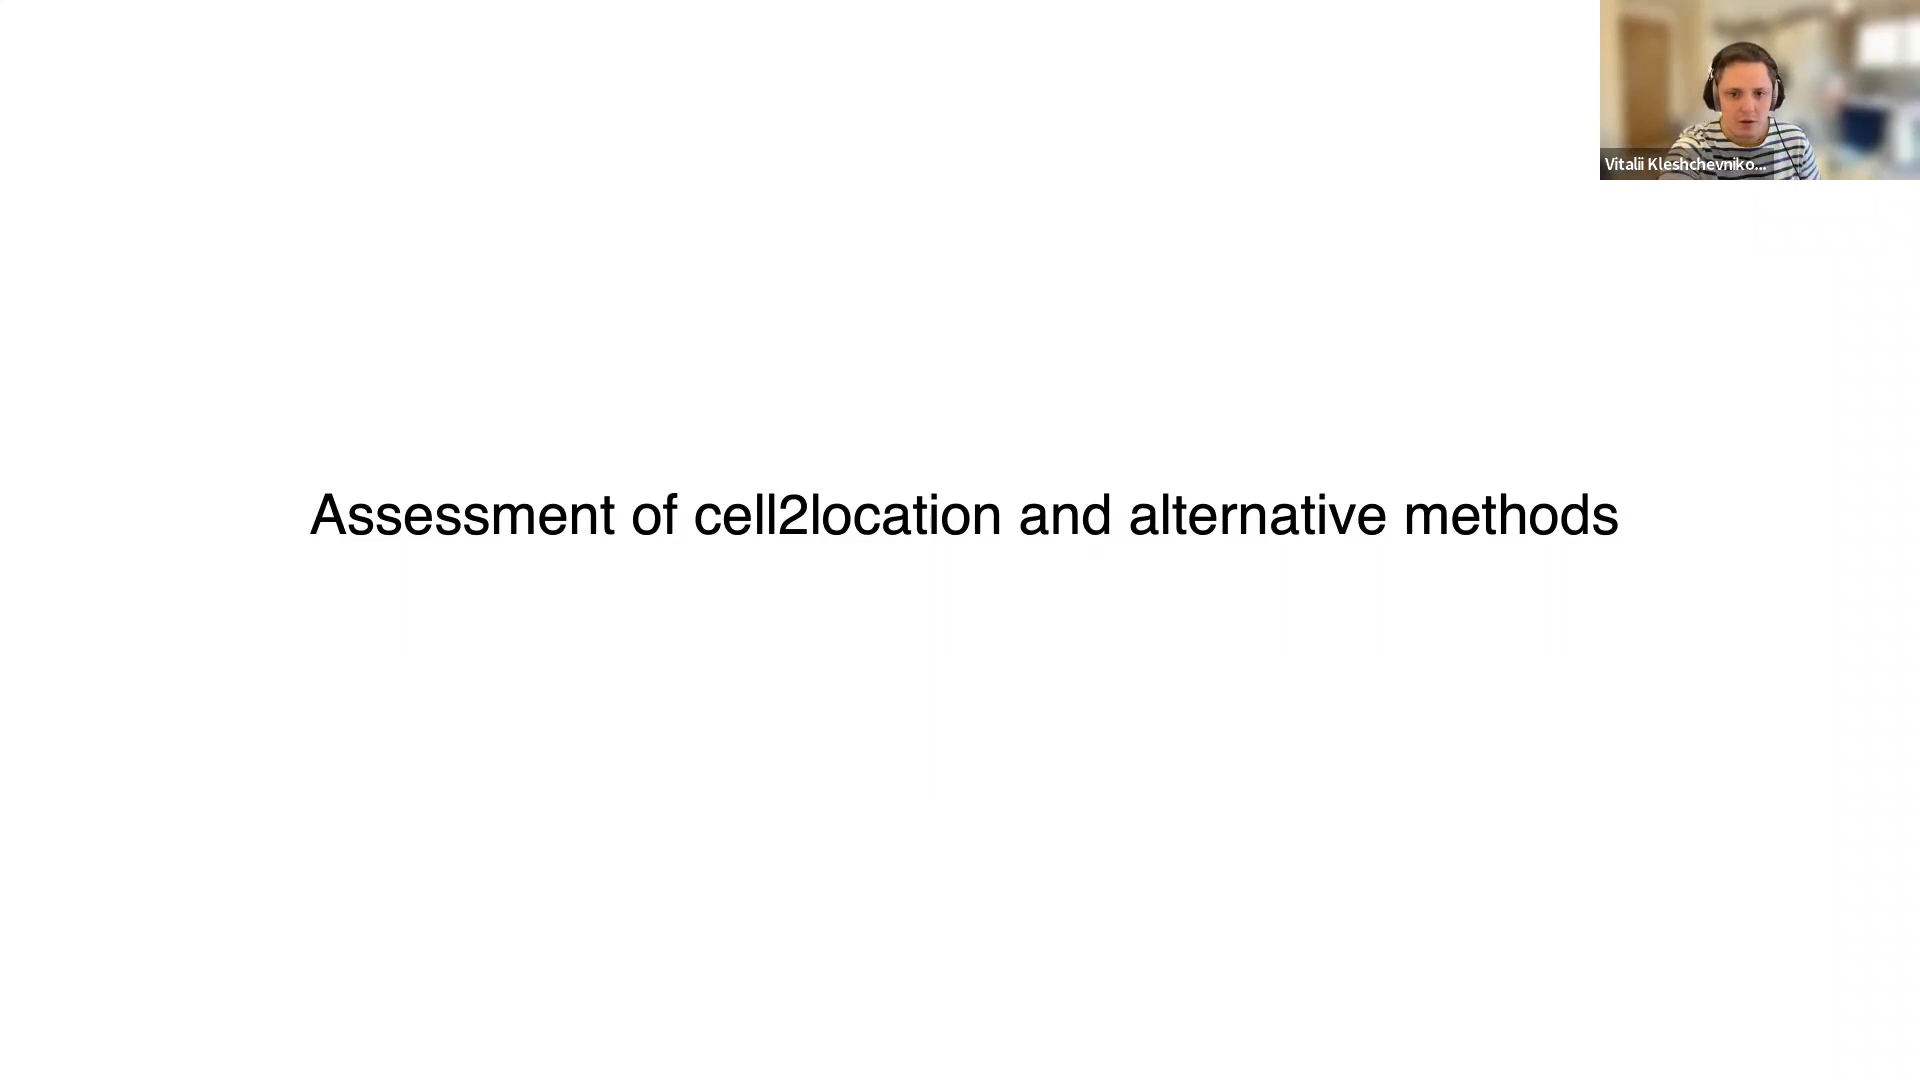 Vitalii Kleshchevniko...
Assessment of cell2location and alternative methods